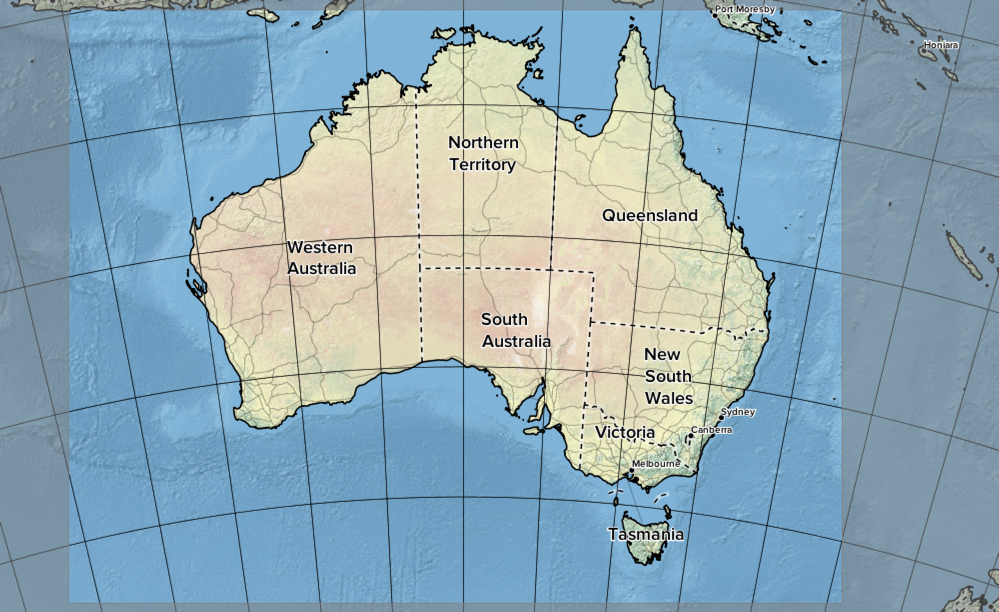 Port Moresby
Honiara
Northern
Territory
Queensland
Western
Australia
South
Australia
New
South
Wales
Sydney
Canberra
Victoria
Melbourne
Tasmania